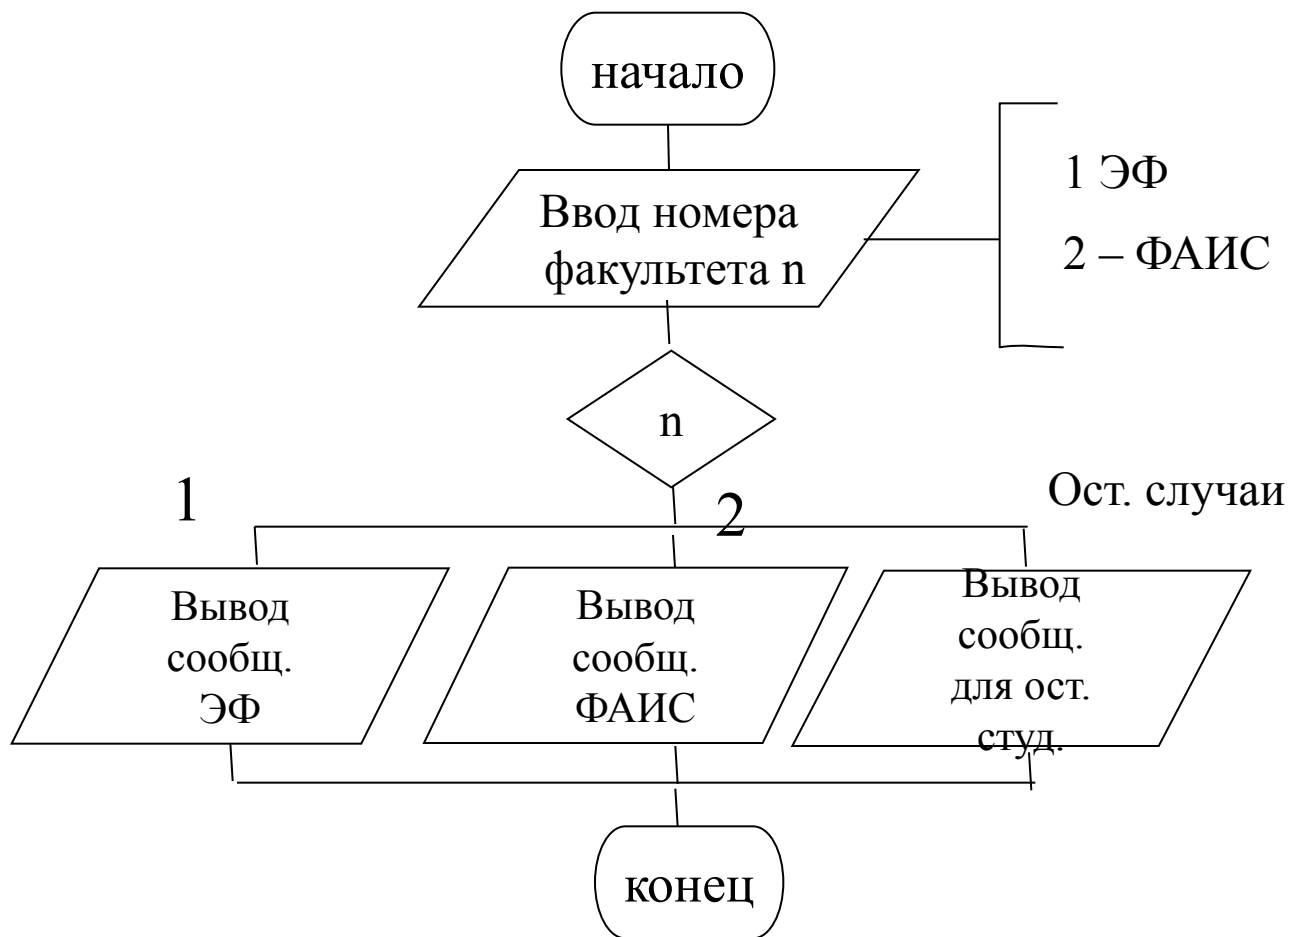 начало
Ввод номера
факультета n
1 ЭФ
2 – ФАИС
n
1
2
Ост. случаи
Вывод
сообщ.
ЭФ
Вывод
сообщ.
ФАИС
Вывод
сообщ.
для ост.
студ.
конец